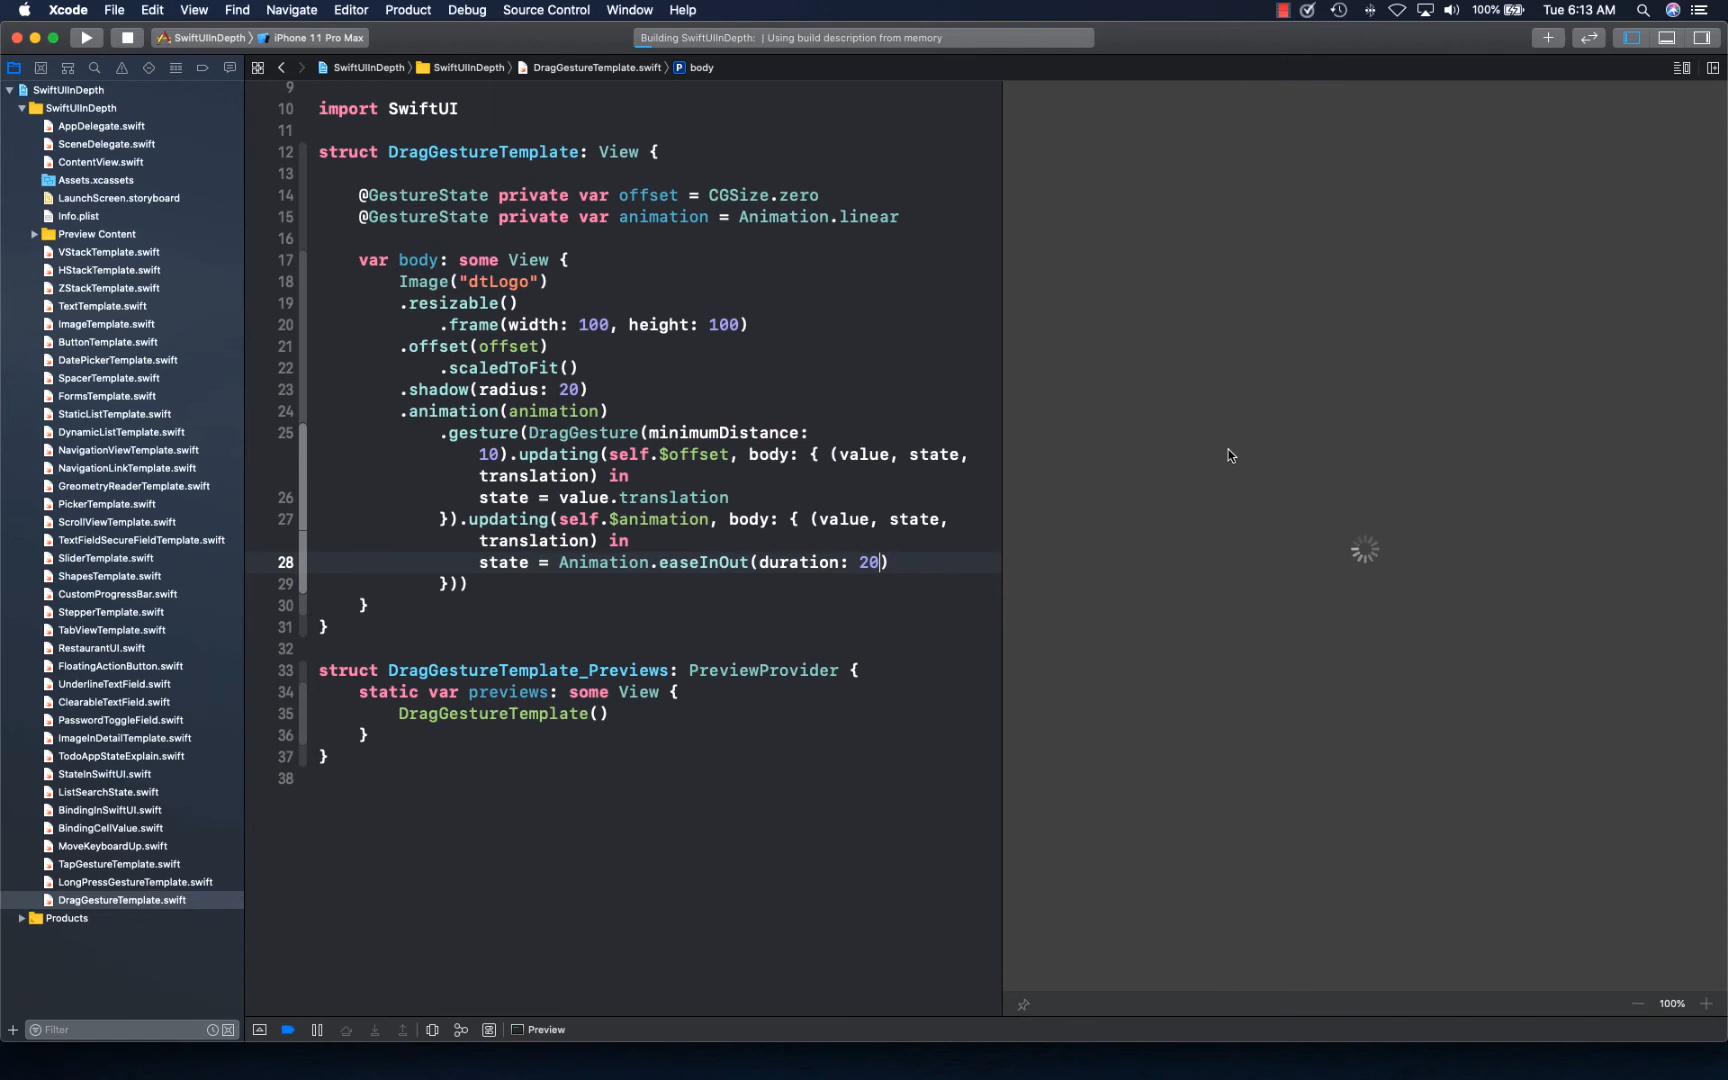 Xcode File Edit View Find Navigate Editor Product Debug Source Control Window Help 100% Tue 6:13 AM
SwiftUIInDepth iPhone 11 Pro Max Building SwiftUIInDepth: | Using build description from memory
SwiftUIInDepth SwiftUIInDepth DragGestureTemplate.swift P body
SwiftUIInDepth
SwiftUIInDepth
AppDelegate.swift
SceneDelegate.swift
ContentView.swift
Assets.xcassets
LaunchScreen.storyboard
Info.plist
Preview Content
VStackTemplate.swift
HStackTemplate.swift
ZStackTemplate.swift
TextTemplate.swift
ImageTemplate.swift
ButtonTemplate.swift
DatePickerTemplate.swift
SpacerTemplate.swift
FormsTemplate.swift
StaticListTemplate.swift
DynamicListTemplate.swift
NavigationViewTemplate.swift
NavigationLinkTemplate.swift
GreometryReaderTemplate.swift
PickerTemplate.swift
ScrollViewTemplate.swift
TextFieldSecureFieldTemplate.swift
SliderTemplate.swift
ShapesTemplate.swift
CustomProgressBar.swift
StepperTemplate.swift
TabViewTemplate.swift
RestaurantUI.swift
FloatingActionButton.swift
UnderlineTextField.swift
ClearableTextField.swift
PasswordToggleField.swift
ImageInDetailTemplate.swift
TodoAppStateExplain.swift
StateInSwiftUI.swift
ListSearchState.swift
BindingInSwiftUI.swift
BindingCellValue.swift
MoveKeyboardUp.swift
TapGestureTemplate.swift
LongPressGestureTemplate.swift
DragGestureTemplate.swift
Products
Filter
9
10 import SwiftUI
11
12 struct DragGestureTemplate: View {
13
14 @GestureState private var offset = CGSize.zero
15 @GestureState private var animation = Animation.linear
16
17 var body: some View {
18 Image("dtLogo")
19 .resizable()
20 .frame(width: 100, height: 100)
21 .offset(offset)
22 .scaledToFit()
23 .shadow(radius: 20)
24 .animation(animation)
25 .gesture(DragGesture(minimumDistance:
10).updating(self.$offset, body: { (value, state,
translation) in
26 state = value.translation
27 }).updating(self.$animation, body: { (value, state,
translation) in
28 state = Animation.easeInOut(duration: 20)
29 }))
30 }
31 }
32
33 struct DragGestureTemplate_Previews: PreviewProvider {
34 static var previews: some View {
35 DragGestureTemplate()
36 }
37 }
38
100%
Preview